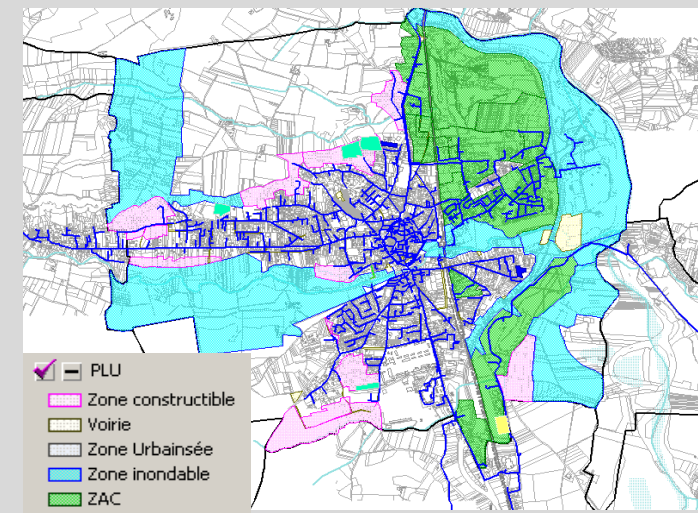 PLU
Zone constructible
Voirie
Zone Urbainsée
Zone inondable
ZAC